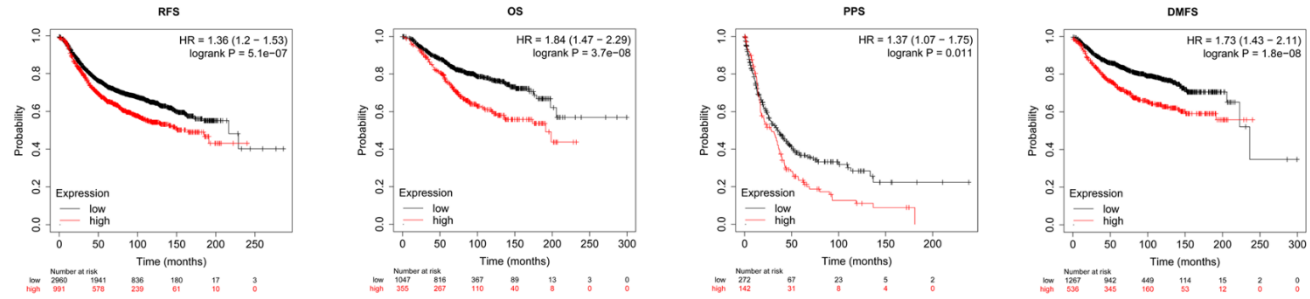 RFS
HR = 1.36 (1.2 − 1.53)
logrank P = 5.1e−07
Probability
1.0
0.8
0.6
0.4
0.2
0.0
Expression
low
high
0 50 100 150 200 250
Time (months)
Number at risk
low 2960 1941 836 180 17 3
high 991 578 239 61 10 0
OS
HR = 1.84 (1.47 − 2.29)
logrank P = 3.7e−08
Probability
1.0
0.8
0.6
0.4
0.2
0.0
Expression
low
high
0 50 100 150 200 250 300
Time (months)
Number at risk
low 1047 816 367 89 13 3 0
high 355 267 110 40 8 0 0
PPS
HR = 1.37 (1.07 − 1.75)
logrank P = 0.011
Probability
1.0
0.8
0.6
0.4
0.2
0.0
Expression
low
high
0 50 100 150 200
Time (months)
Number at risk
low 272 67 23 5 2
high 142 31 8 4 0
DMFS
HR = 1.73 (1.43 − 2.11)
logrank P = 1.8e−08
Probability
1.0
0.8
0.6
0.4
0.2
0.0
Expression
low
high
0 50 100 150 200 250 300
Time (months)
Number at risk
low 1267 942 449 114 15 2 0
high 536 345 160 53 12 0 0